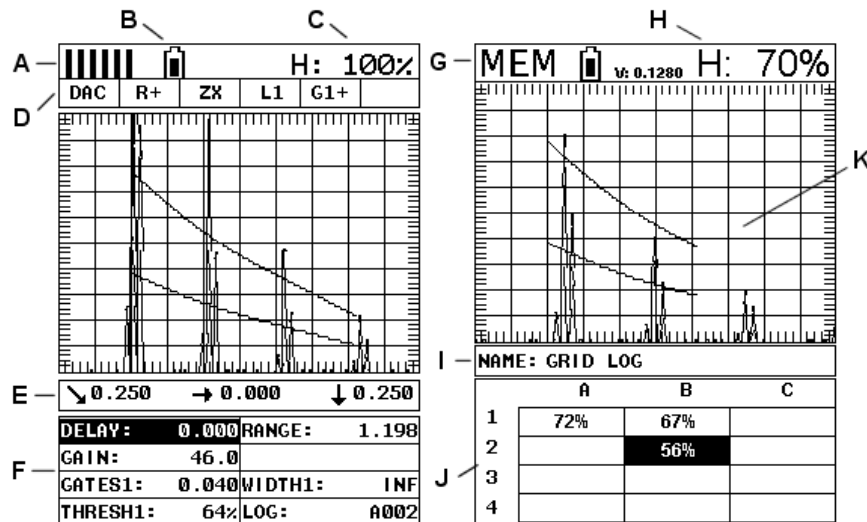 B C H
A H: 100% G MEM V: 0.1280 H: 70%
D DAC R+ ZX L1 G1+
K
I NAME: GRID LOG
E 0.250 0.000 0.250
A B C
F DELAY: 0.000 RANGE: 1.198
GAIN: 46.0
GATES1: 0.040 WIDTH1: INF
THRESH1: 64% LOG: A002
J 1 72% 67%
2 56%
3
4